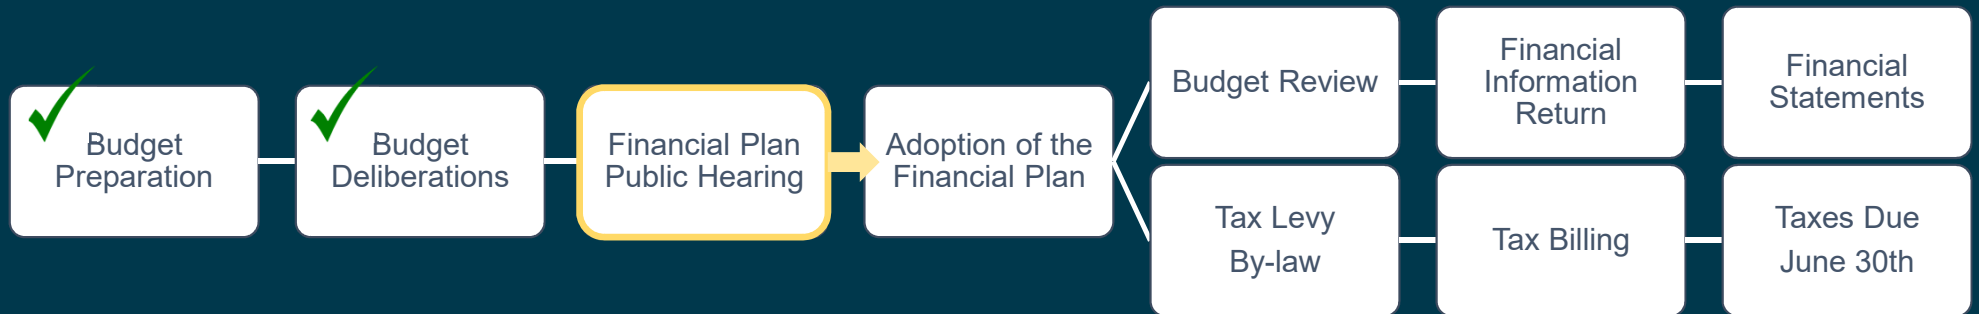 Budget
Preparation
Budget
Deliberations
Financial Plan
Public Hearing
Adoption of the
Financial Plan
Budget Review
Financial
Information
Return
Financial
Statements
Tax Levy
By-law
Tax Billing
Taxes Due
June 30th